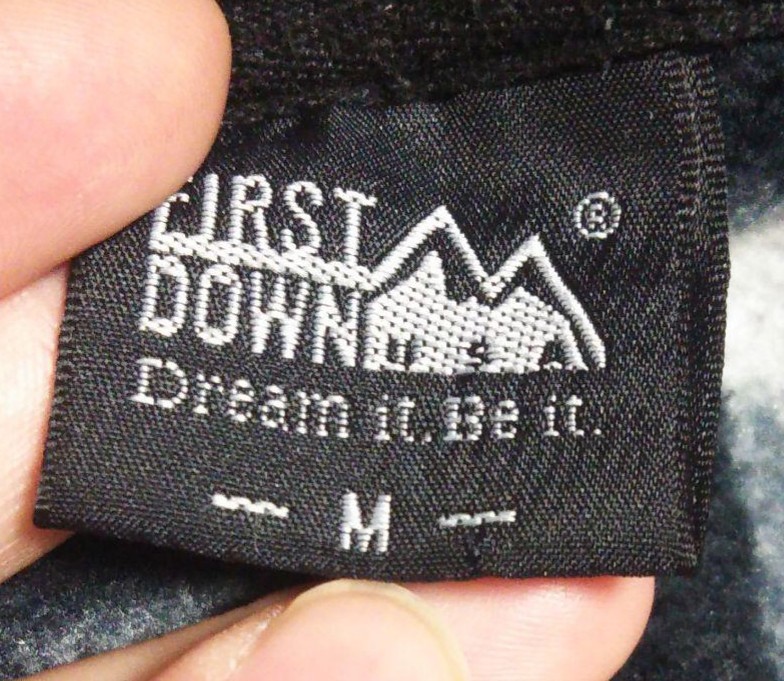 FIRST ®
DOWN U.S.A
Dream it. Be it.
— M —